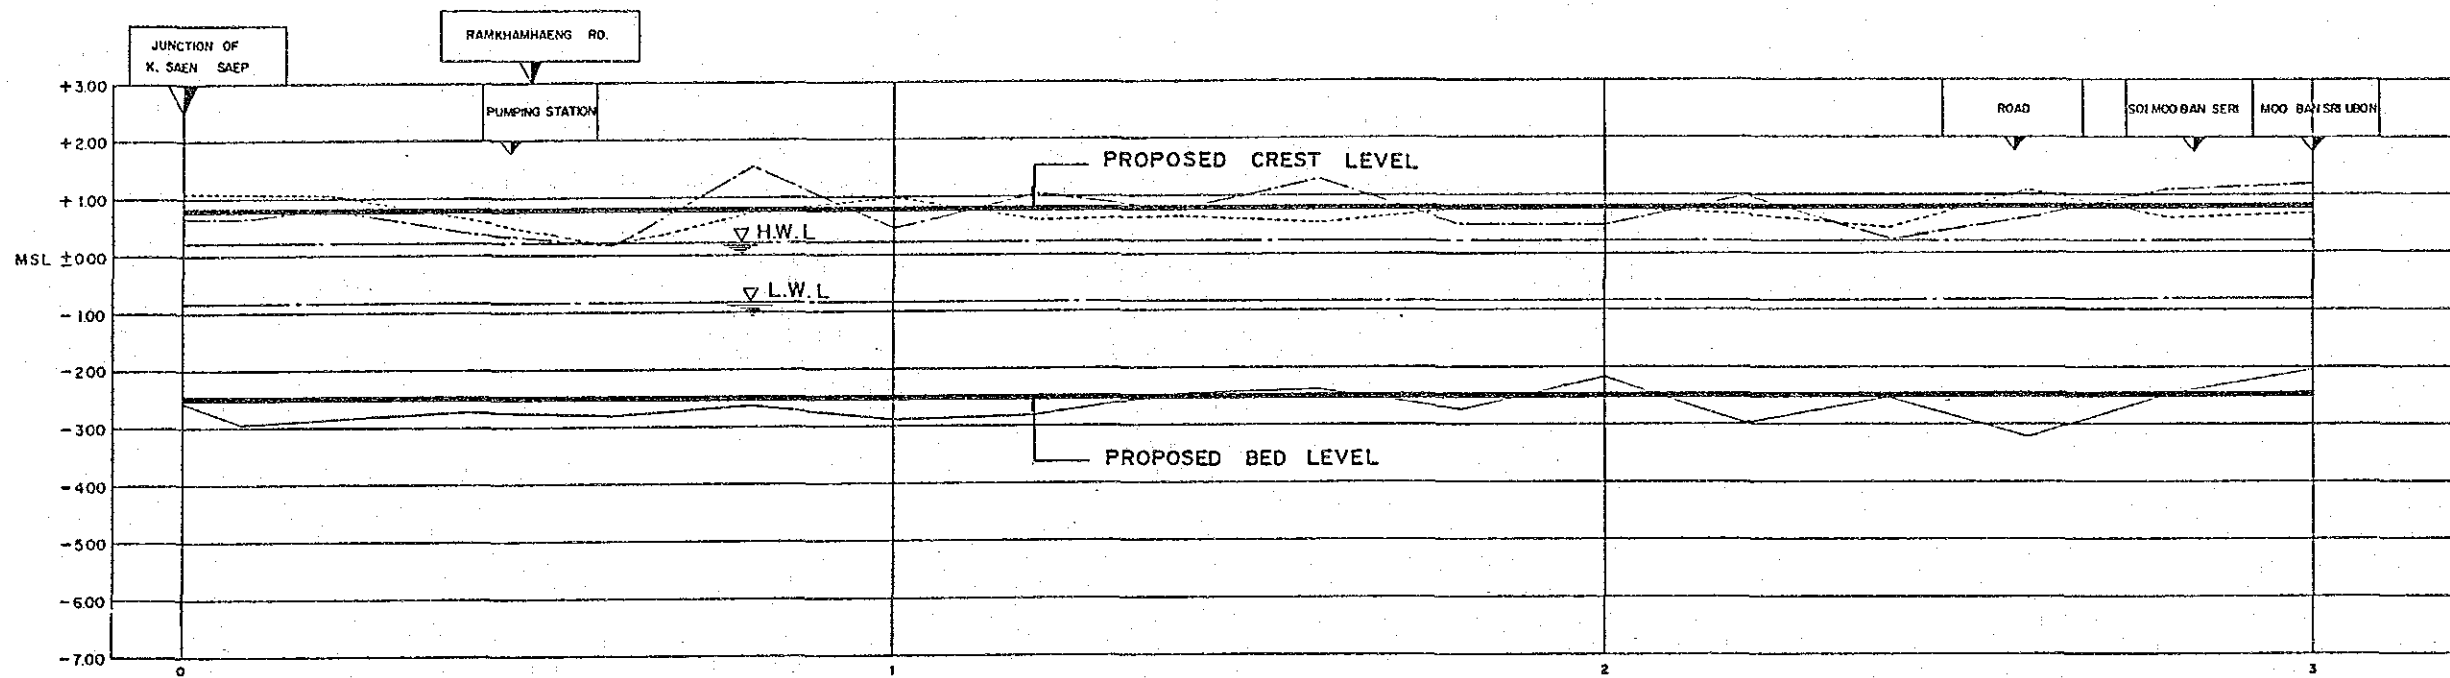 JUNCTION OF
K. SAEN SAEP
RAMKHAMHAENG RD.
PUMPING STATION
ROAD
SOI MOO BAN SERI
MOO BAN SRI UBON
+3.00
+2.00
+1.00
MSL ±000
-1.00
-2.00
-3.00
-4.00
-5.00
-6.00
-7.00
PROPOSED CREST LEVEL
H.W.L
L.W.L
PROPOSED BED LEVEL
0
1
2
3